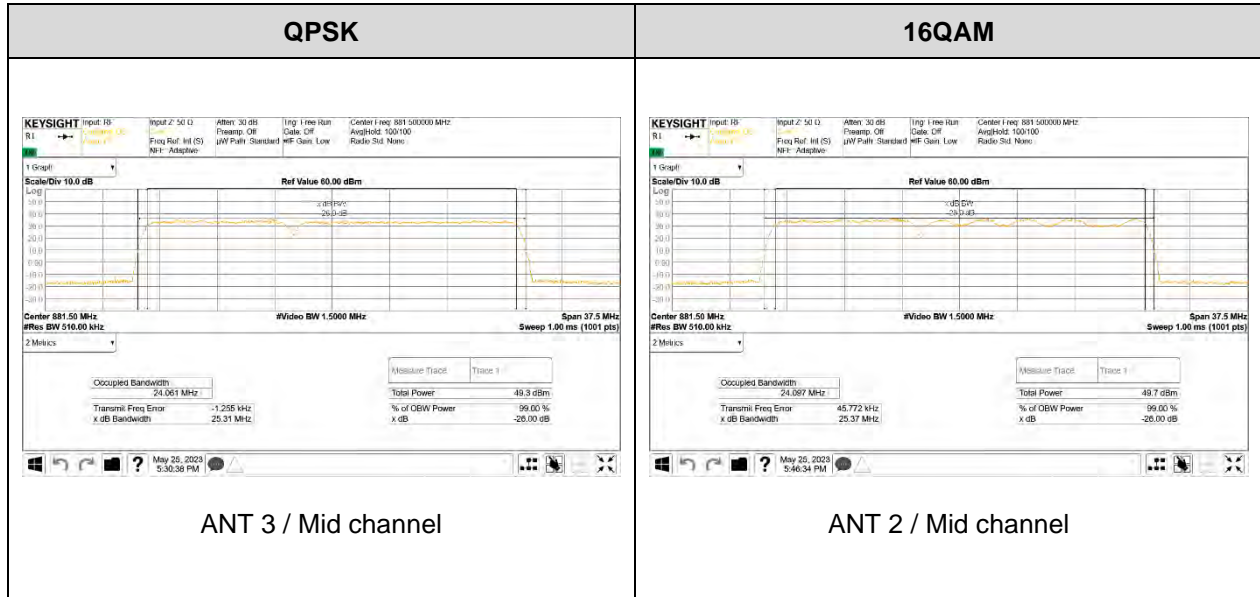 QPSK
16QAM
KEYSIGHT Input: RF
Input Z: 50 Ω
Atten: 30 dB
Trig: Free Run
Center Freq: 881.500000 MHz
Preamp: Off
Gate: Off
Avg|Hold: 100/100
Freq Ref: Int (S)
µW Path: Standard
#IF Gain: Low
Radio Std: None
NFE: Adaptive
1 Graph
Scale/Div 10.0 dB
Ref Value 60.00 dBm
Log
x dB BW
-26.0 dB
Center 881.50 MHz
#Video BW 1.5000 MHz
Span 37.5 MHz
#Res BW 510.00 kHz
Sweep 1.00 ms (1001 pts)
2 Metrics
Measure Trace
Trace 1
Occupied Bandwidth
24.061 MHz
Total Power
49.3 dBm
Transmit Freq Error
-1.255 kHz
% of OBW Power
99.00 %
x dB Bandwidth
25.31 MHz
x dB
-26.00 dB
? May 25, 2023
5:30:38 PM
ANT 3 / Mid channel
KEYSIGHT Input: RF
Input Z: 50 Ω
Atten: 30 dB
Trig: Free Run
Center Freq: 881.500000 MHz
Preamp: Off
Gate: Off
Avg|Hold: 100/100
Freq Ref: Int (S)
µW Path: Standard
#IF Gain: Low
Radio Std: None
NFE: Adaptive
1 Graph
Scale/Div 10.0 dB
Ref Value 60.00 dBm
Log
x dB BW
-26.0 dB
Center 881.50 MHz
#Video BW 1.5000 MHz
Span 37.5 MHz
#Res BW 510.00 kHz
Sweep 1.00 ms (1001 pts)
2 Metrics
Measure Trace
Trace 1
Occupied Bandwidth
24.097 MHz
Total Power
49.7 dBm
Transmit Freq Error
45.772 kHz
% of OBW Power
99.00 %
x dB Bandwidth
25.37 MHz
x dB
-26.00 dB
? May 25, 2023
5:46:34 PM
ANT 2 / Mid channel